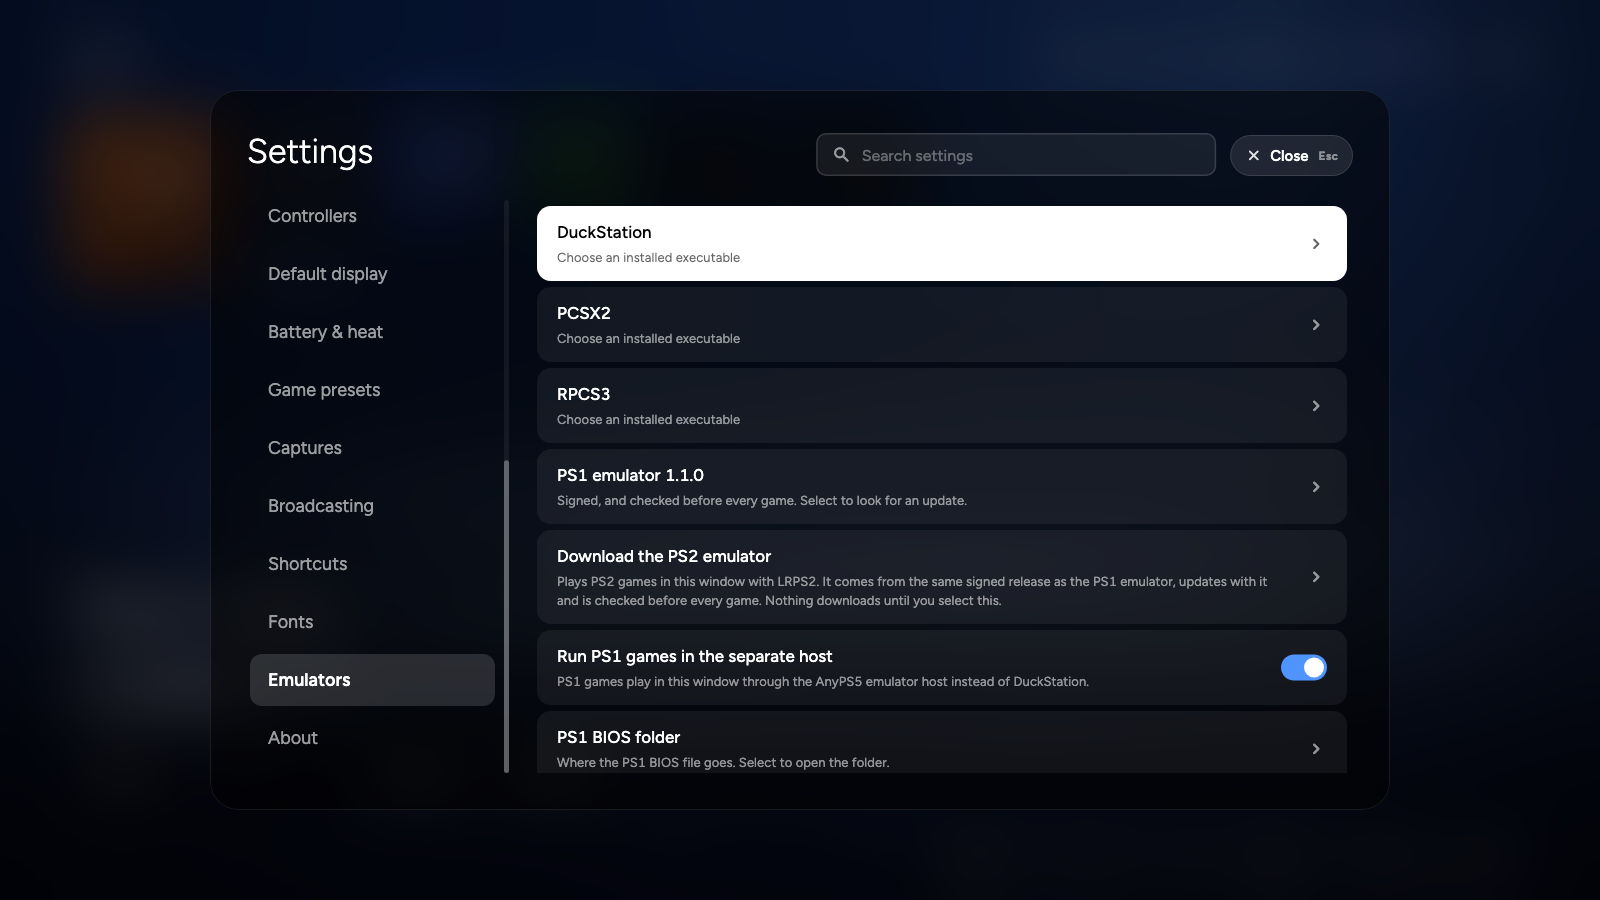 Settings
Search settings
Close Esc
Controllers
Default display
Battery & heat
Game presets
Captures
Broadcasting
Shortcuts
Fonts
Emulators
About
DuckStation
Choose an installed executable
PCSX2
Choose an installed executable
RPCS3
Choose an installed executable
PS1 emulator 1.1.0
Signed, and checked before every game. Select to look for an update.
Download the PS2 emulator
Plays PS2 games in this window with LRPS2. It comes from the same signed release as the PS1 emulator, updates with it
and is checked before every game. Nothing downloads until you select this.
Run PS1 games in the separate host
PS1 games play in this window through the AnyPS5 emulator host instead of DuckStation.
PS1 BIOS folder
Where the PS1 BIOS file goes. Select to open the folder.